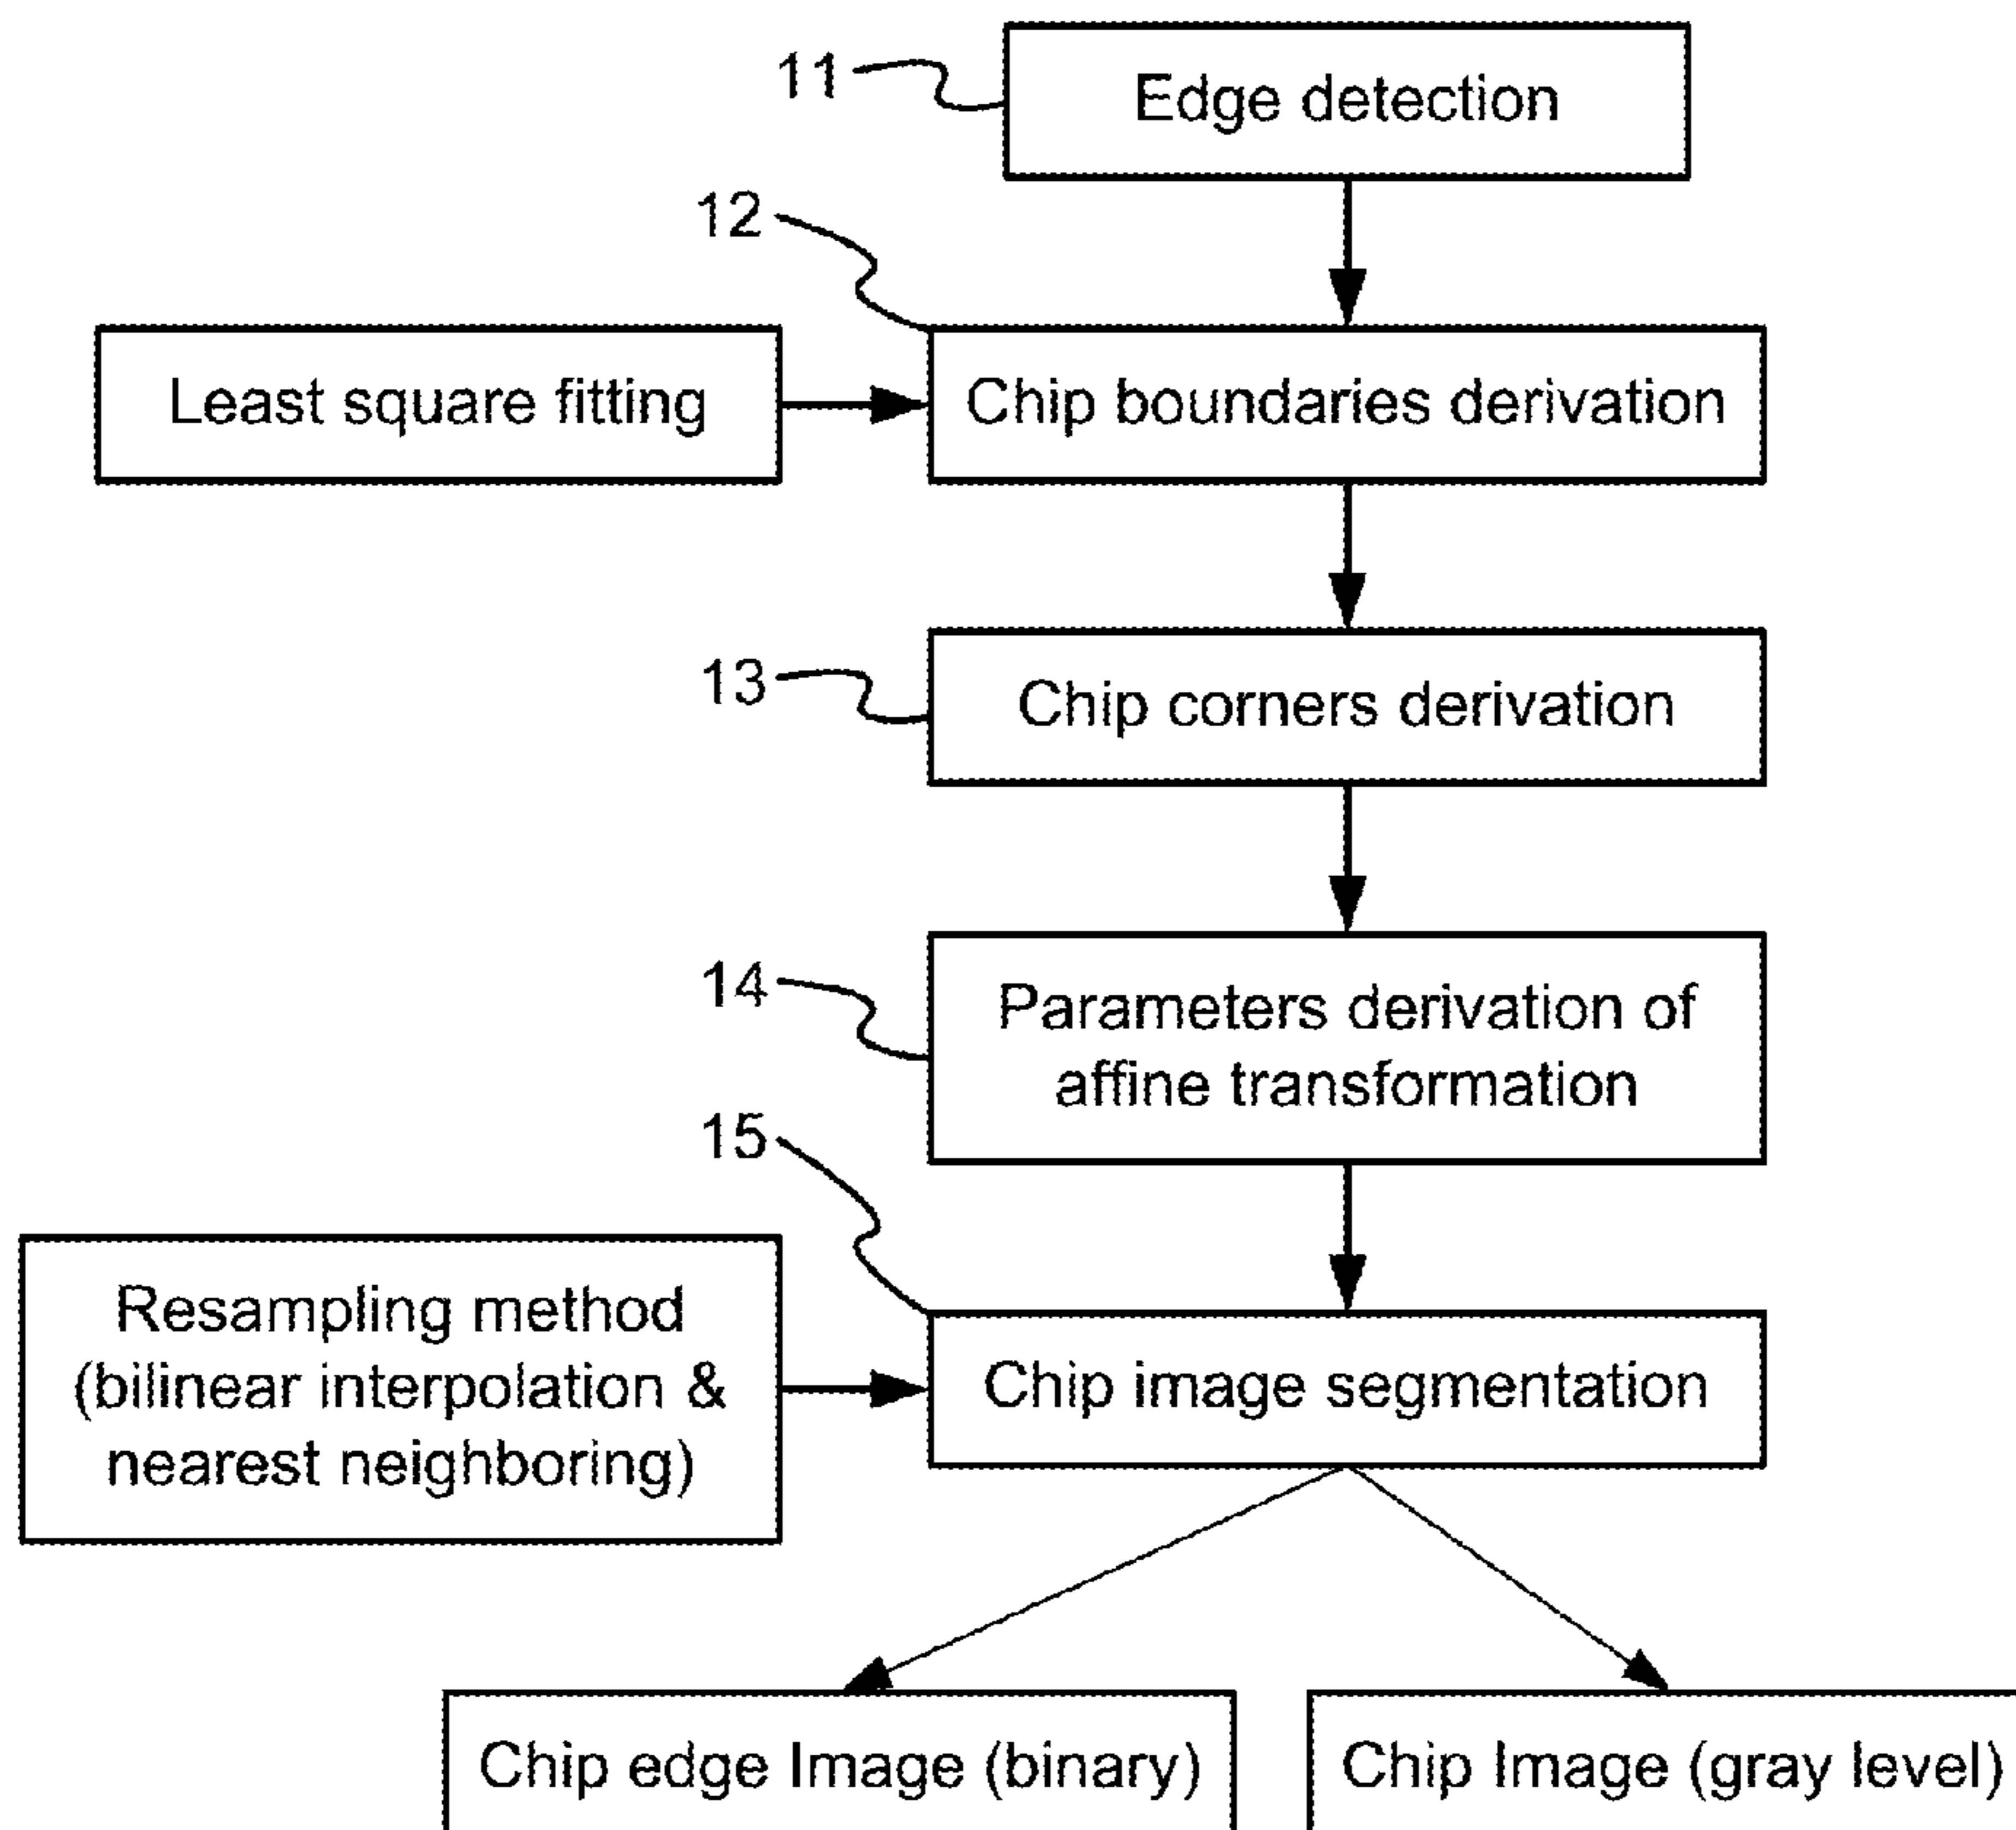 11
Edge detection
12
Least square fitting
Chip boundaries derivation
13
Chip corners derivation
14
Parameters derivation of
affine transformation
15
Resampling method
(bilinear interpolation &
nearest neighboring)
Chip image segmentation
Chip edge Image (binary)
Chip Image (gray level)